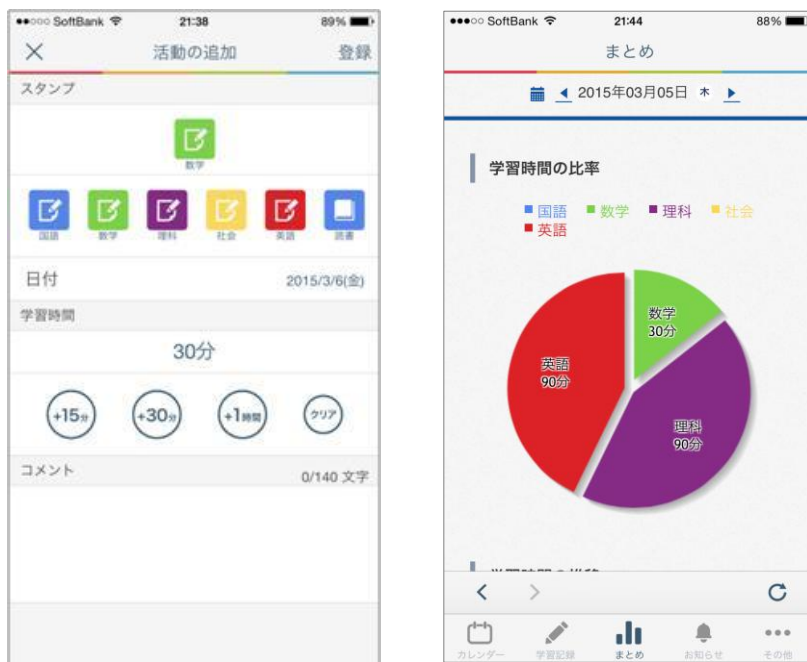 ●●○○○ SoftBank 21:38 89%
活動の追加 登録
スタンプ
数学
国語 数学 理科 社会 英語 読書
日付 2015/3/6(金)
学習時間
30分
+15分 +30分 +1時間 クリア
コメント 0/140 文字
●●●○○ SoftBank 21:44 88%
まとめ
2015年03月05日 木
学習時間の比率
国語 数学 理科 社会
英語
数学
30分
英語
90分
理科
90分
カレンダー 学習記録 まとめ お知らせ その他